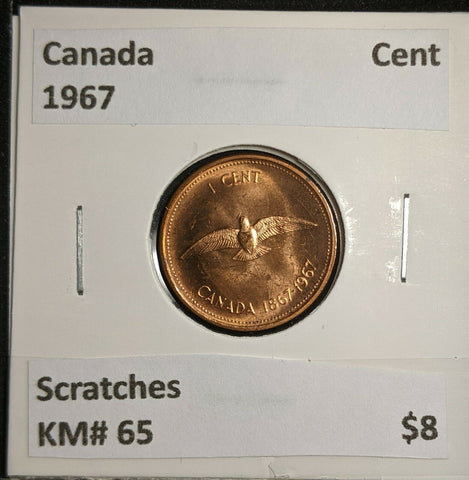 Canada Cent
1967
1 CENT
CANADA 1867-1967
Scratches
KM# 65 $8